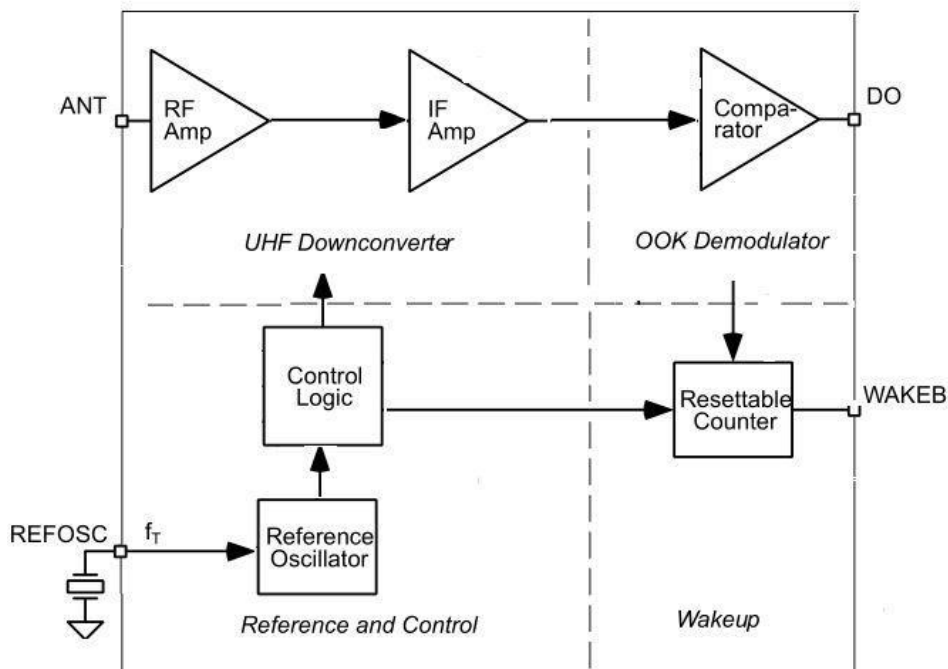 ANT
RF
Amp
IF
Amp
Compa-
rator
DO
UHF Downconverter
OOK Demodulator
Control
Logic
Resettable
Counter
WAKEB
REFOSC
fT
Reference
Oscillator
Reference and Control
Wakeup